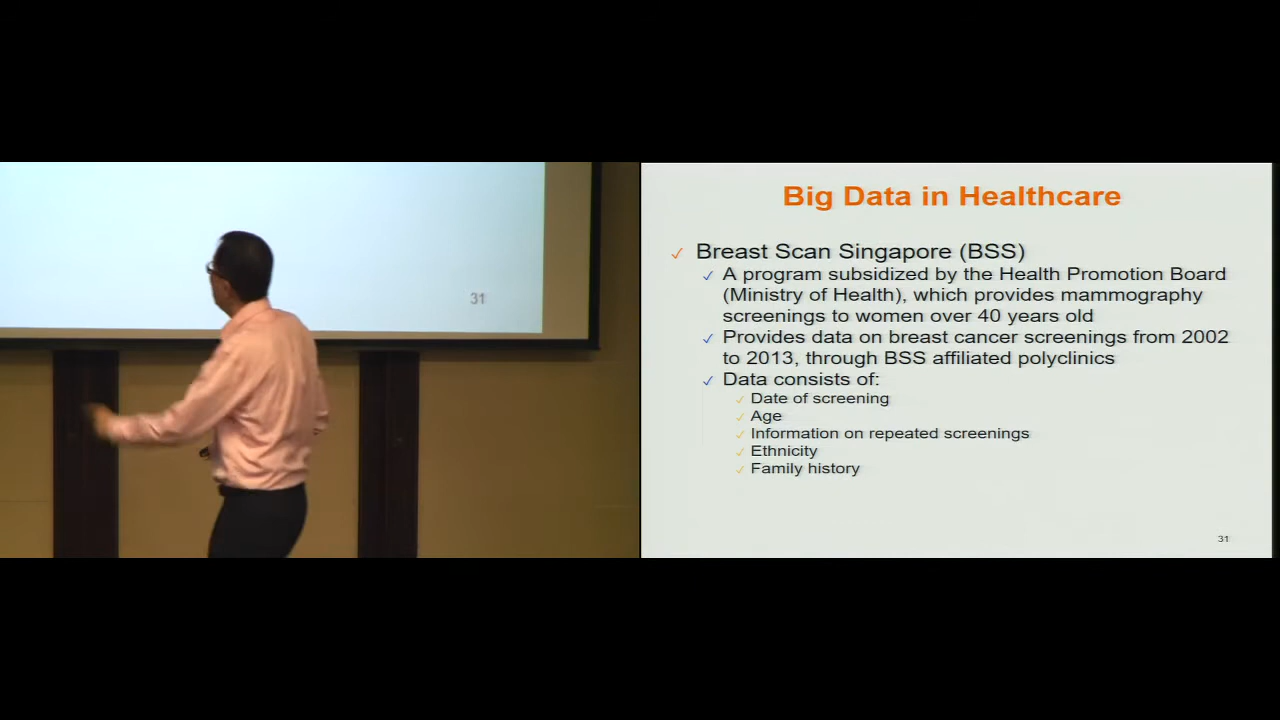 31
Big Data in Healthcare
Breast Scan Singapore (BSS)
A program subsidized by the Health Promotion Board
(Ministry of Health), which provides mammography
screenings to women over 40 years old
Provides data on breast cancer screenings from 2002
to 2013, through BSS affiliated polyclinics
Data consists of:
Date of screening
Age
Information on repeated screenings
Ethnicity
Family history
31